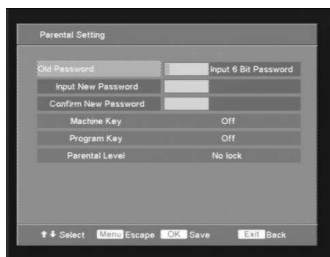 Parental Setting
Old Password Input 6 Bit Password
Input New Password
Confirm New Password
Machine Key Off
Program Key Off
Parental Level No lock
Select Menu Escape OK Save Exit Back